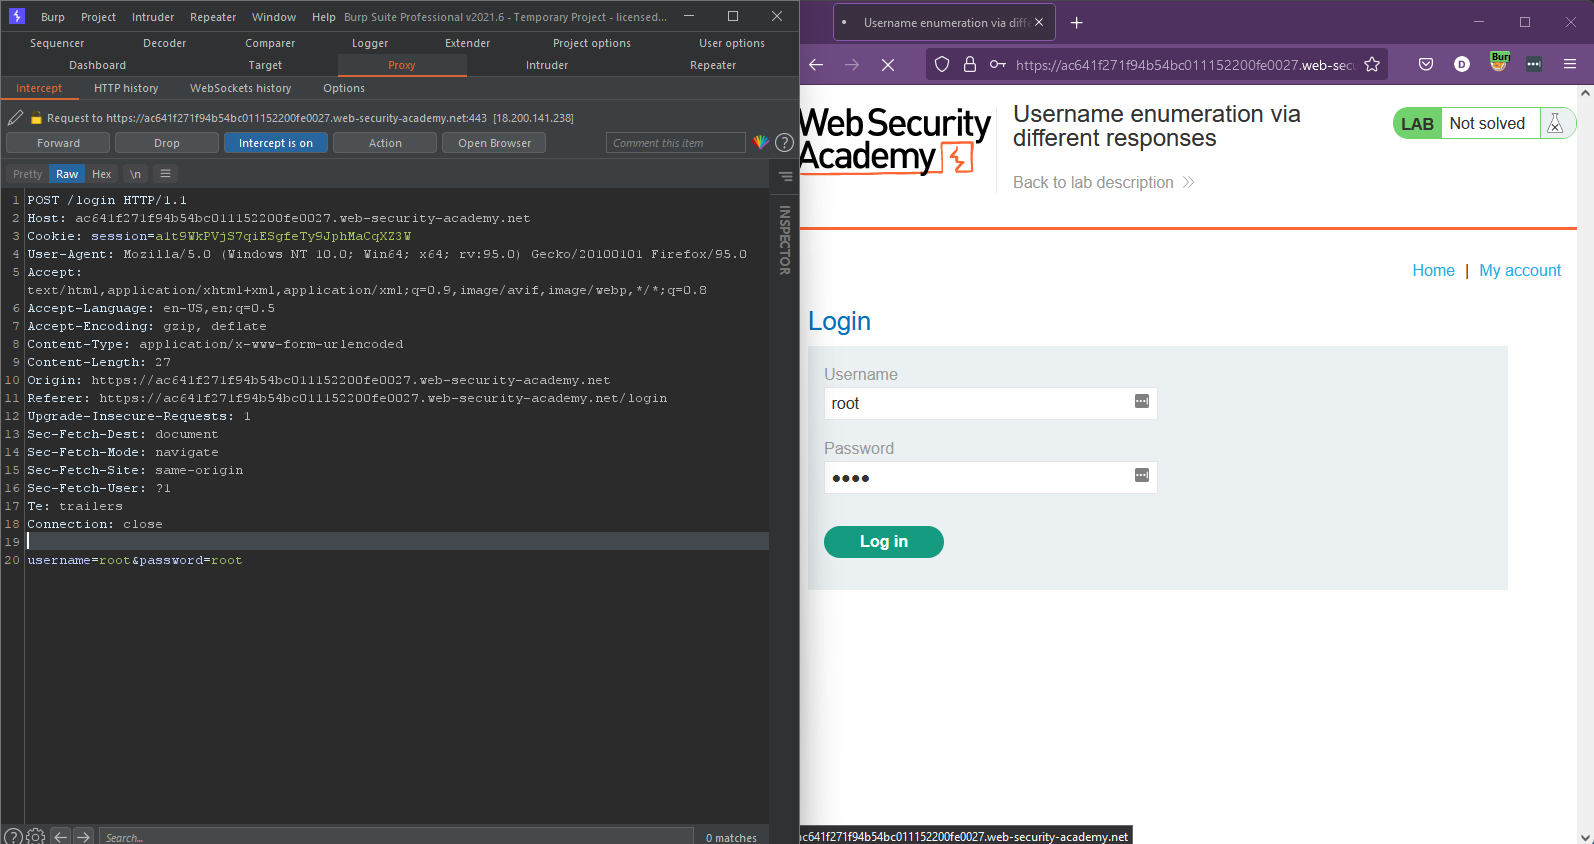 Burp Project Intruder Repeater Window Help Burp Suite Professional v2021.6 - Temporary Project - licensed...
Sequencer Decoder Comparer Logger Extender Project options User options
Dashboard Target Proxy Intruder Repeater
Intercept HTTP history WebSockets history Options
Request to https://ac641f271f94b54bc011152200fe0027.web-security-academy.net:443 [18.200.141.238]
Forward Drop Intercept is on Action Open Browser Comment this item ?
Pretty Raw Hex \n
INSPECTOR
1 POST /login HTTP/1.1
2 Host: ac641f271f94b54bc011152200fe0027.web-security-academy.net
3 Cookie: session=a1t9WkPVjS7qiESgfeTy9JphMaCqXZ3W
4 User-Agent: Mozilla/5.0 (Windows NT 10.0; Win64; x64; rv:95.0) Gecko/20100101 Firefox/95.0
5 Accept:
text/html,application/xhtml+xml,application/xml;q=0.9,image/avif,image/webp,*/*;q=0.8
6 Accept-Language: en-US,en;q=0.5
7 Accept-Encoding: gzip, deflate
8 Content-Type: application/x-www-form-urlencoded
9 Content-Length: 27
10 Origin: https://ac641f271f94b54bc011152200fe0027.web-security-academy.net
11 Referer: https://ac641f271f94b54bc011152200fe0027.web-security-academy.net/login
12 Upgrade-Insecure-Requests: 1
13 Sec-Fetch-Dest: document
14 Sec-Fetch-Mode: navigate
15 Sec-Fetch-Site: same-origin
16 Sec-Fetch-User: ?1
17 Te: trailers
18 Connection: close
19
20 username=root&password=root
? Search... 0 matches
Username enumeration via diffe
https://ac641f271f94b54bc011152200fe0027.web-secu
D Burp
Web Security
Academy
Username enumeration via
different responses
Back to lab description
LAB Not solved
Home | My account
Login
Username
root
Password
••••
Log in
ac641f271f94b54bc011152200fe0027.web-security-academy.net